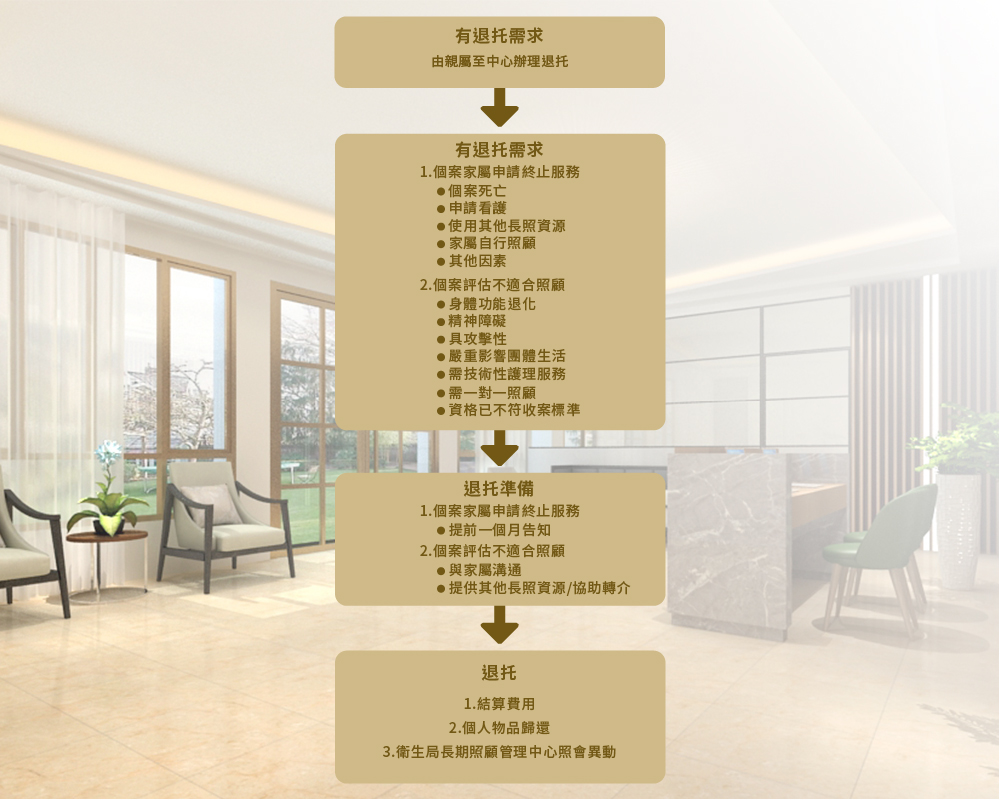 有退托需求
由親屬至中心辦理退托
有退托需求
1.個案家屬申請終止服務
●個案死亡
●申請看護
●使用其他長照資源
●家屬自行照顧
●其他因素
2.個案評估不適合照顧
●身體功能退化
●精神障礙
●具攻擊性
●嚴重影響團體生活
●需技術性護理服務
●需一對一照顧
●資格已不符收案標準
退托準備
1.個案家屬申請終止服務
●提前一個月告知
2.個案評估不適合照顧
●與家屬溝通
●提供其他長照資源/協助轉介
退托
1.結算費用
2.個人物品歸還
3.衛生局長期照顧管理中心照會異動